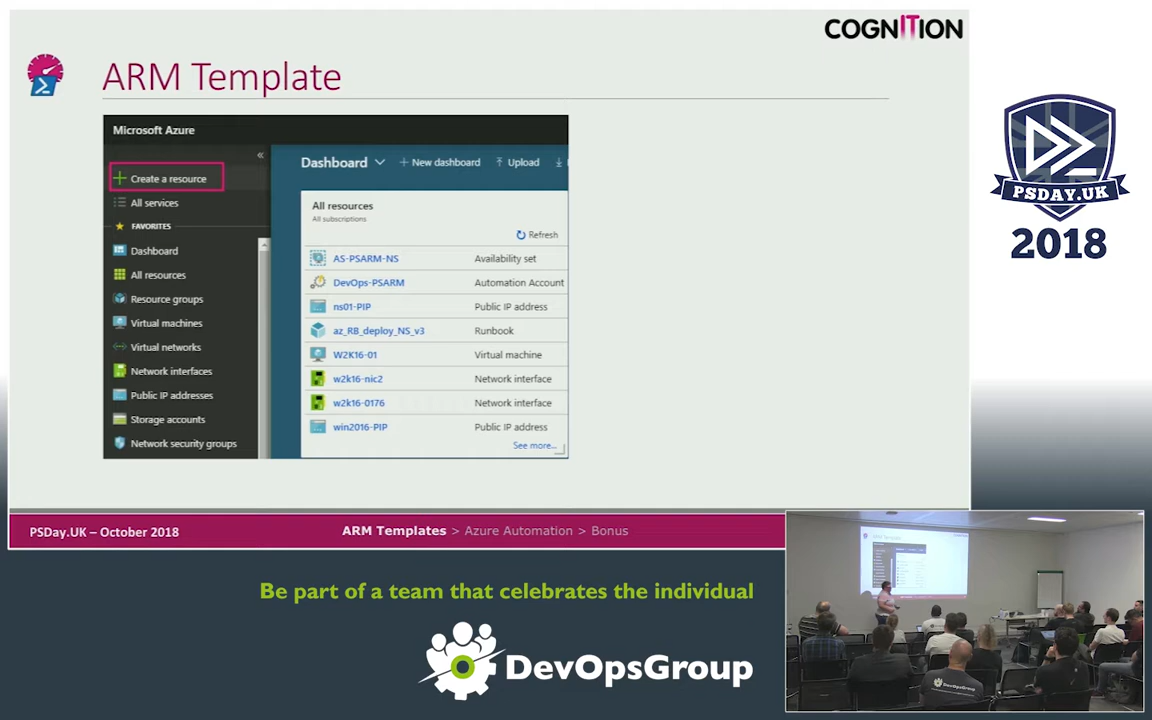 COGNITION
ARM Template
Microsoft Azure
«
Create a resource
All services
FAVORITES
Dashboard
All resources
Resource groups
Virtual machines
Virtual networks
Network interfaces
Public IP addresses
Storage accounts
Network security groups
Dashboard
New dashboard
Upload
All resources
All subscriptions
Refresh
AS-PSARM-NS Availability set
DevOps-PSARM Automation Account
ns01-PIP Public IP address
az_RB_deploy_NS_v3 Runbook
W2K16-01 Virtual machine
w2k16-nic2 Network interface
w2k16-0176 Network interface
win2016-PIP Public IP address
See more...
PSDAY.UK
2018
PSDay.UK – October 2018
ARM Templates > Azure Automation > Bonus
Be part of a team that celebrates the individual
DevOpsGroup
ARM Template
DevOpsGroup